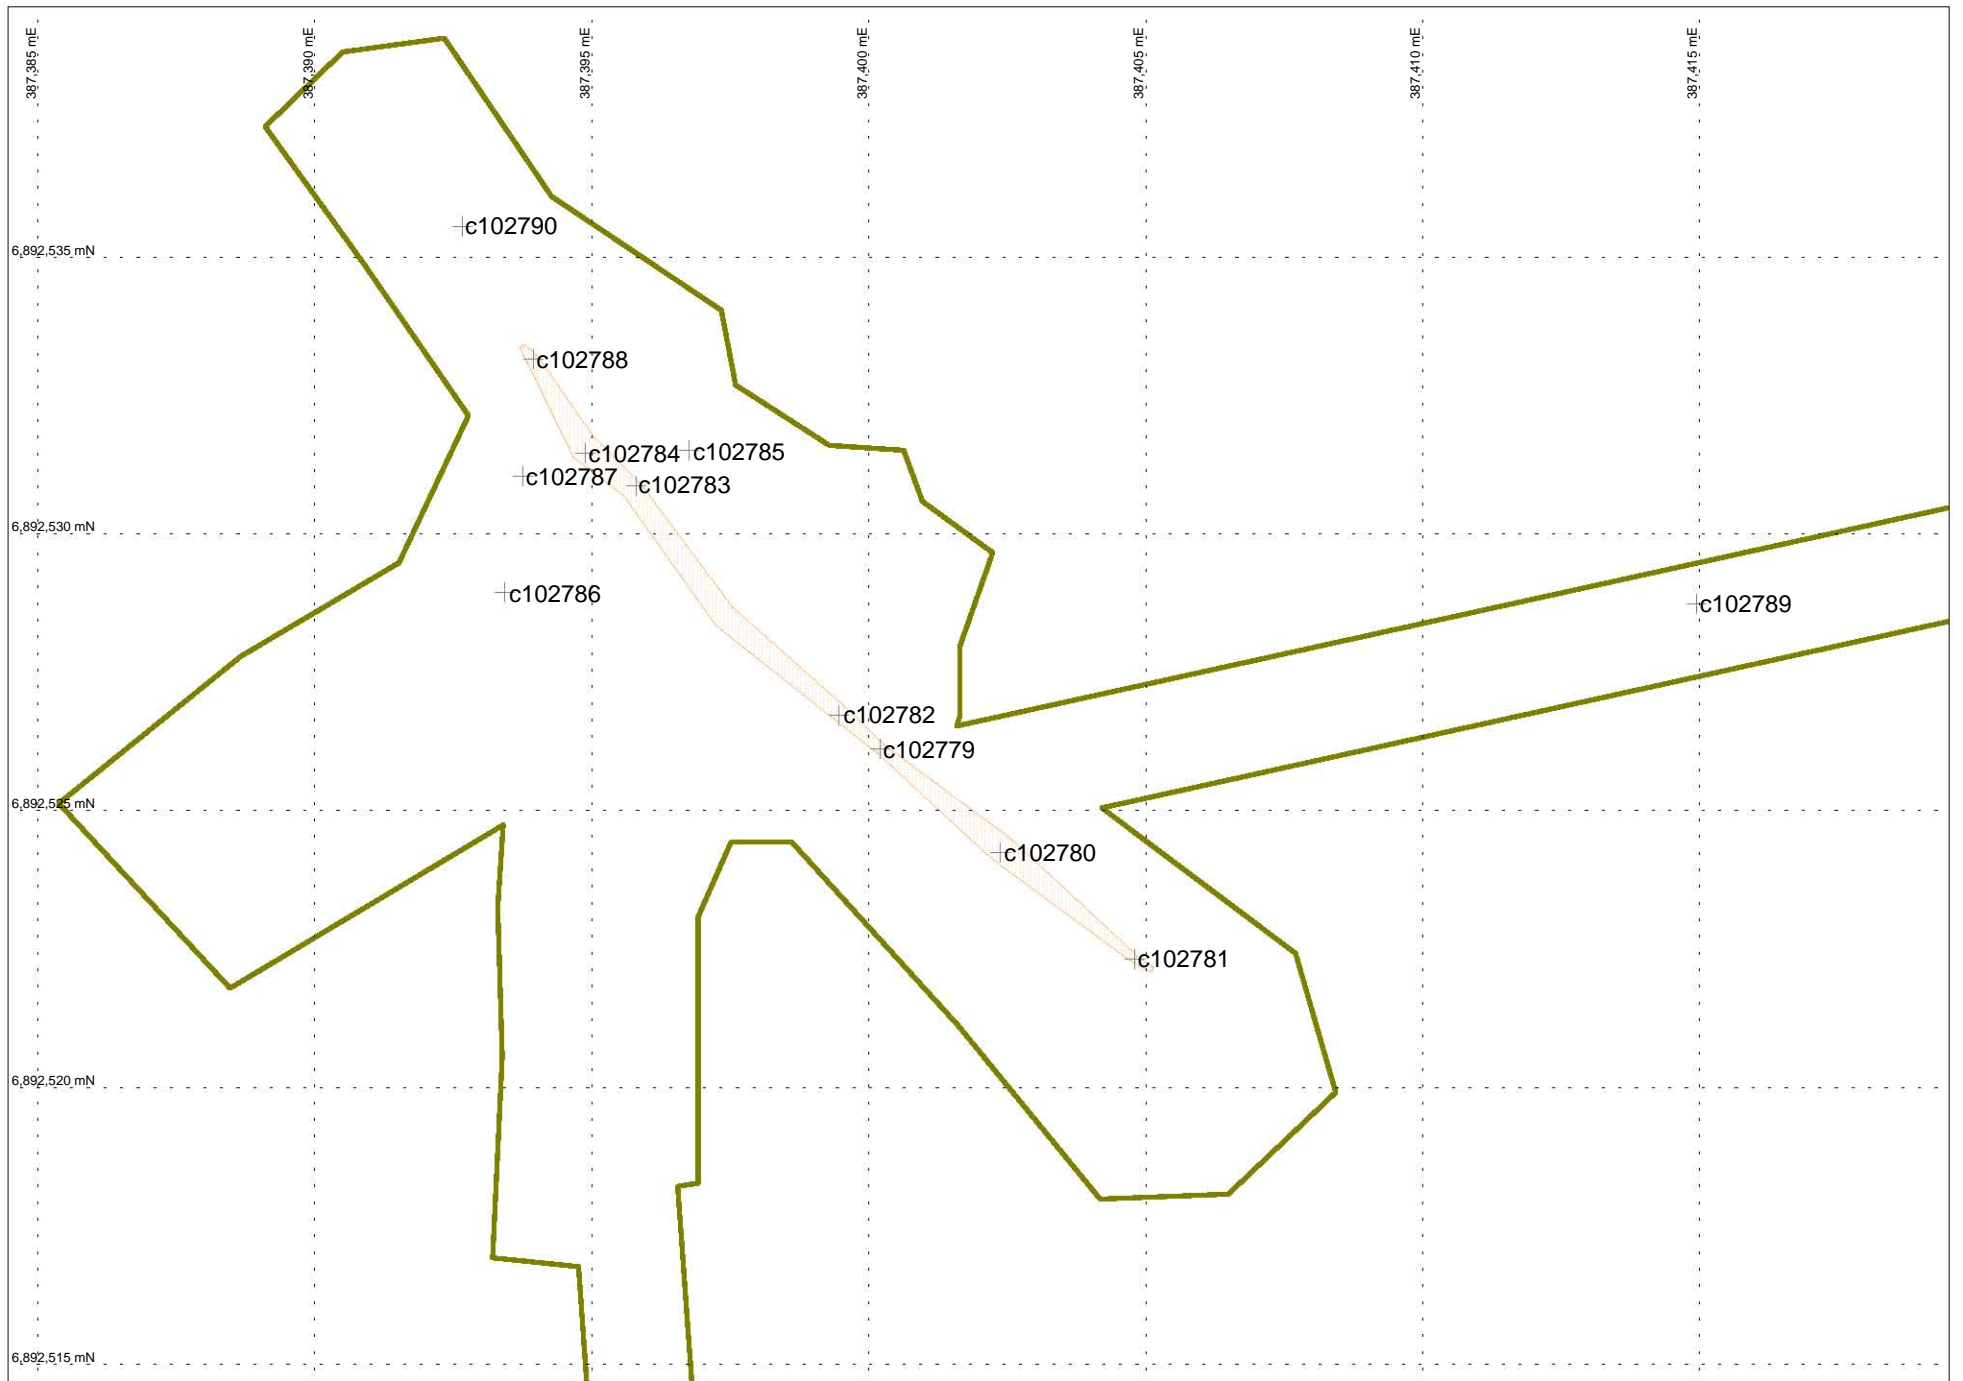 387,385 mE
387,390 mE
387,395 mE
387,400 mE
387,405 mE
387,410 mE
387,415 mE
c102790
6,892,535 mN
c102788
c102784
c102785
c102787
c102783
6,892,530 mN
c102786
c102789
c102782
c102779
6,892,525 mN
c102780
c102781
6,892,520 mN
6,892,515 mN